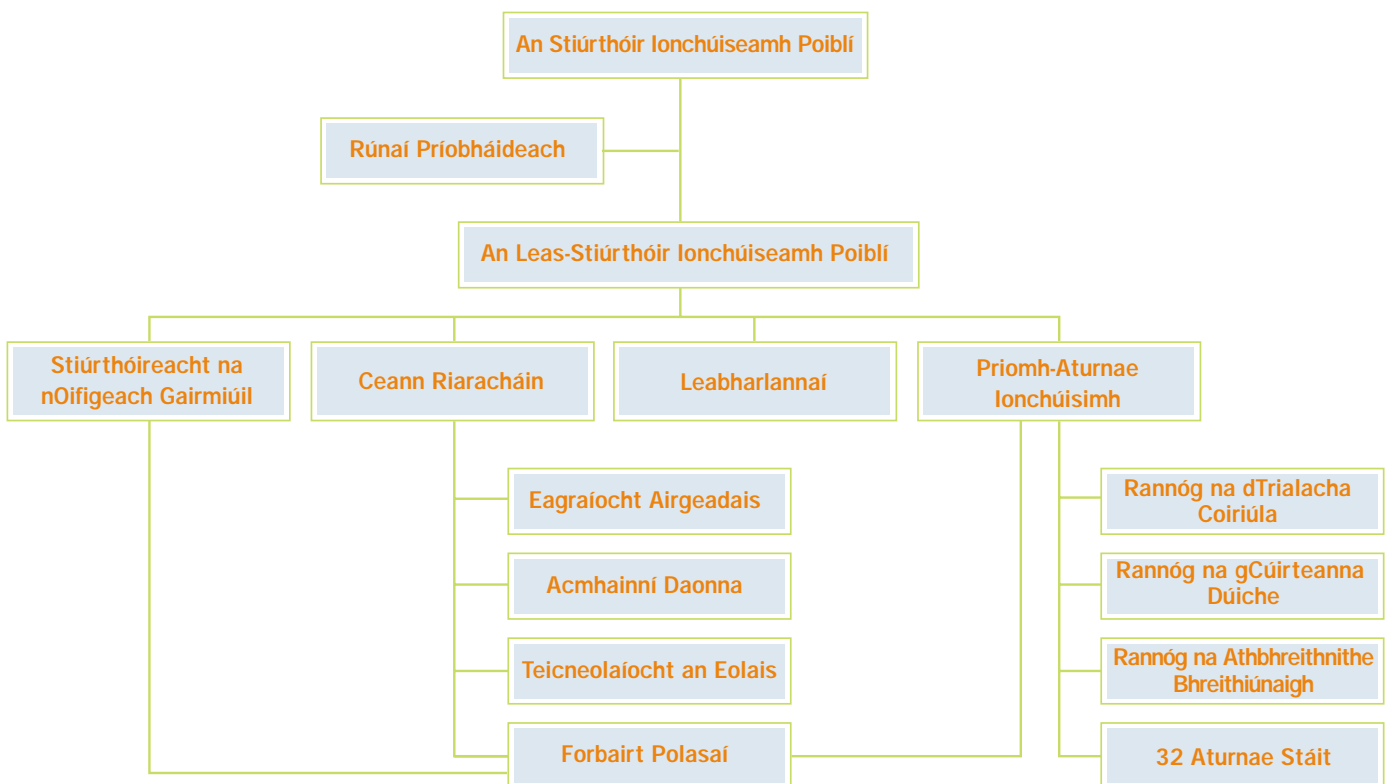 An Stiúrthóir Ionchúiseamh Poiblí
Rúnaí Príobháideach
An Leas-Stiúrthóir Ionchúiseamh Poiblí
Stiúrthóireacht na
nOifigeach Gairmiúil
Ceann Riaracháin
Leabharlannaí
Priomh-Aturnae
Ionchúisimh
Eagraíocht Airgeadais
Acmhainní Daonna
Teicneolaíocht an Eolais
Forbairt Polasaí
Rannóg na dTrialacha
Coiriúla
Rannóg na gCúirteanna
Dúiche
Rannóg na Athbhreithnithe
Bhreithiúnaigh
32 Aturnae Stáit